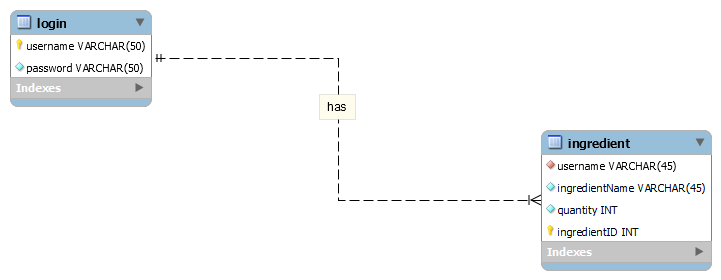 login
username VARCHAR(50)
password VARCHAR(50)
Indexes
has
ingredient
username VARCHAR(45)
ingredientName VARCHAR(45)
quantity INT
ingredientID INT
Indexes